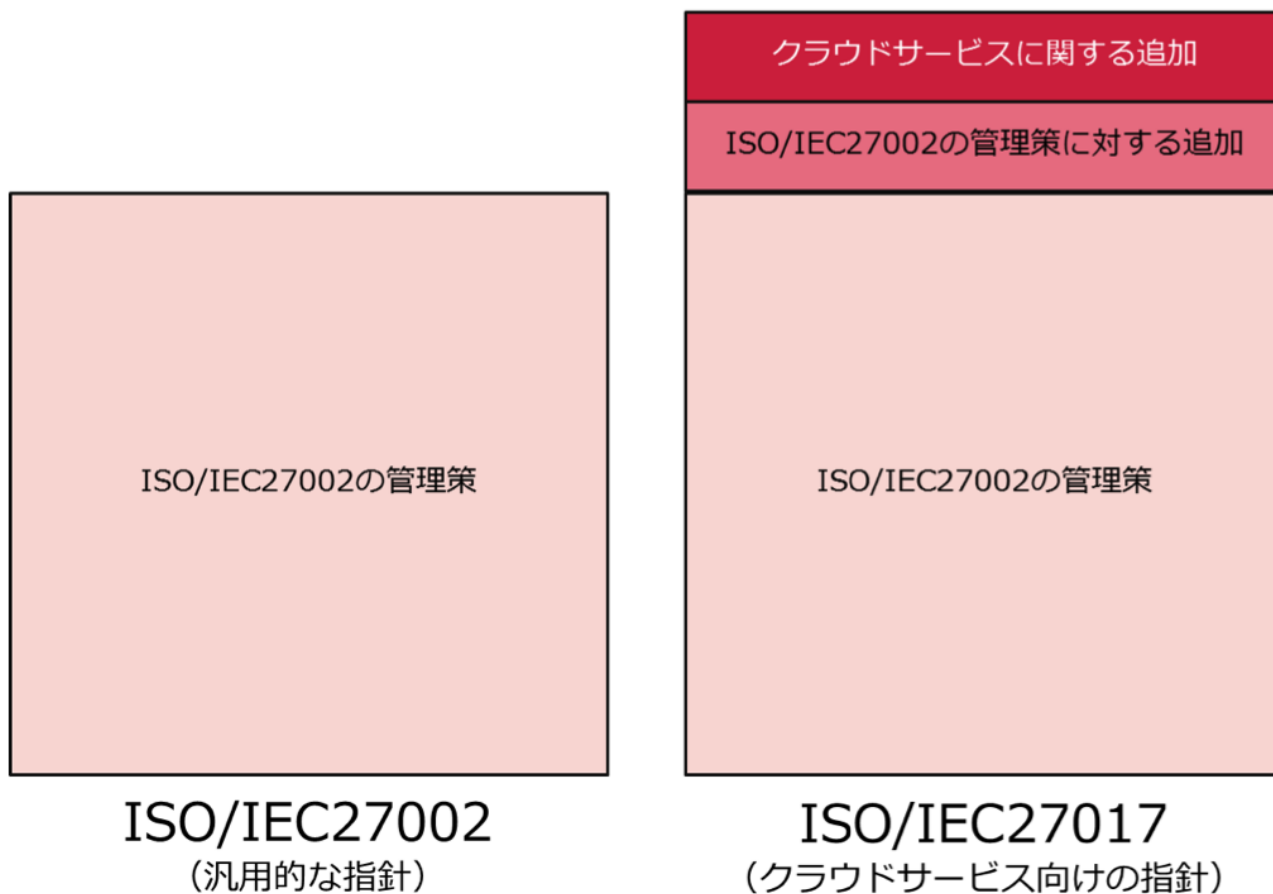 クラウドサービスに関する追加
ISO/IEC27002の管理策に対する追加
ISO/IEC27002の管理策
ISO/IEC27002の管理策
ISO/IEC27002
（汎用的な指針）
ISO/IEC27017
（クラウドサービス向けの指針）